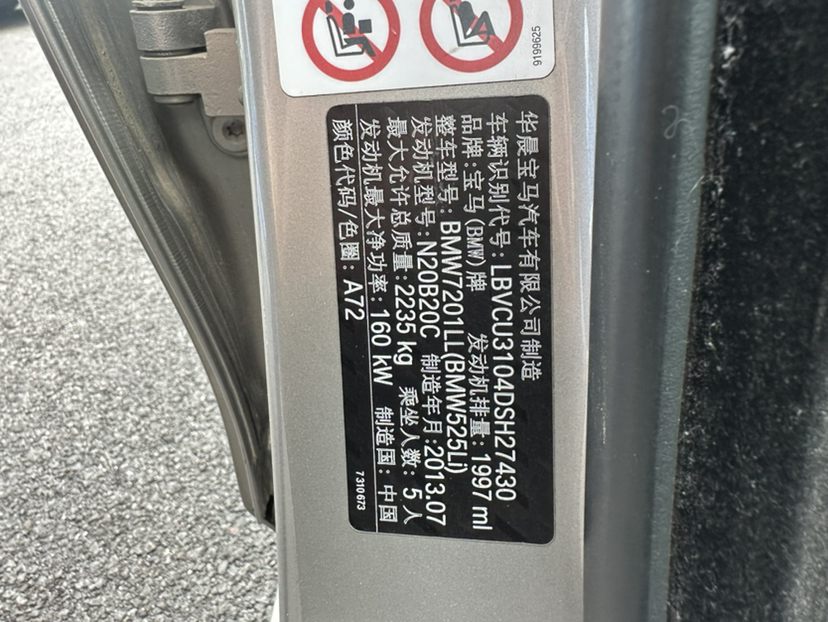 9199625
华晨宝马汽车有限公司制造
车辆识别代号:LBVCU3104DSH27430
品牌:宝马(BMW)牌 发动机排量:1997 ml
整车型号:BMW7201LL(BMW525Li)
发动机型号:N20B20C 制造年月:2013.07
最大允许总质量:2235 kg 乘坐人数:5 人
发动机最大净功率:160 kW 制造国:中国
颜色代码/色圈:A72
7 310 673